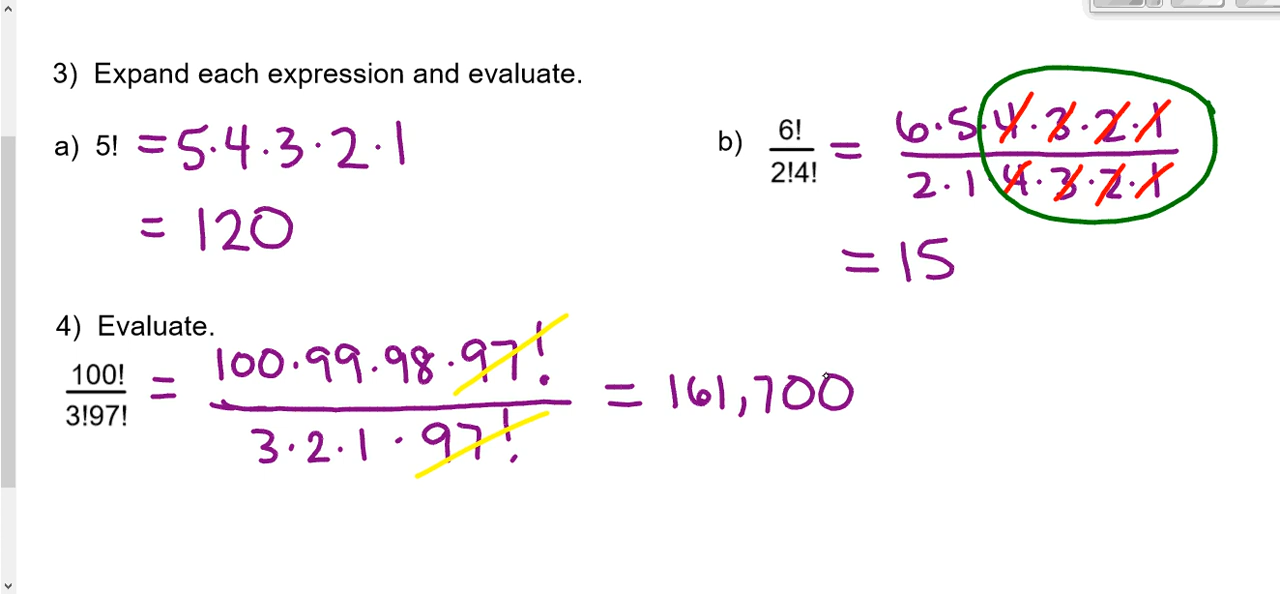 3) Expand each expression and evaluate.
a) 5! = 5·4·3·2·1
= 120
b) 6!/2!4! = 6·5·4·3·2·1/2·1·4·3·2·1
= 15
4) Evaluate.
100!/3!97! = 100·99·98·97!/3·2·1·97! = 161,700